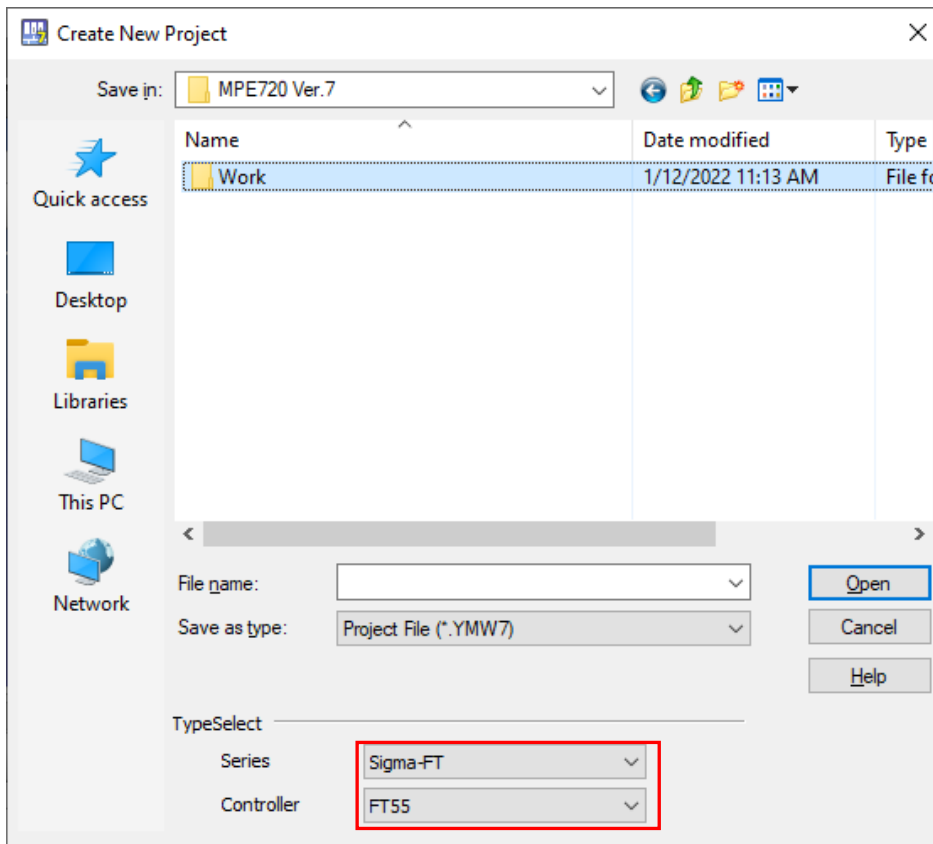 Create New Project
Save in: MPE720 Ver.7
Name Date modified Type
Work 1/12/2022 11:13 AM File fo
Quick access
Desktop
Libraries
This PC
Network
File name: Open
Save as type: Project File (*.YMW7) Cancel
Help
TypeSelect
Series Sigma-FT
Controller FT55